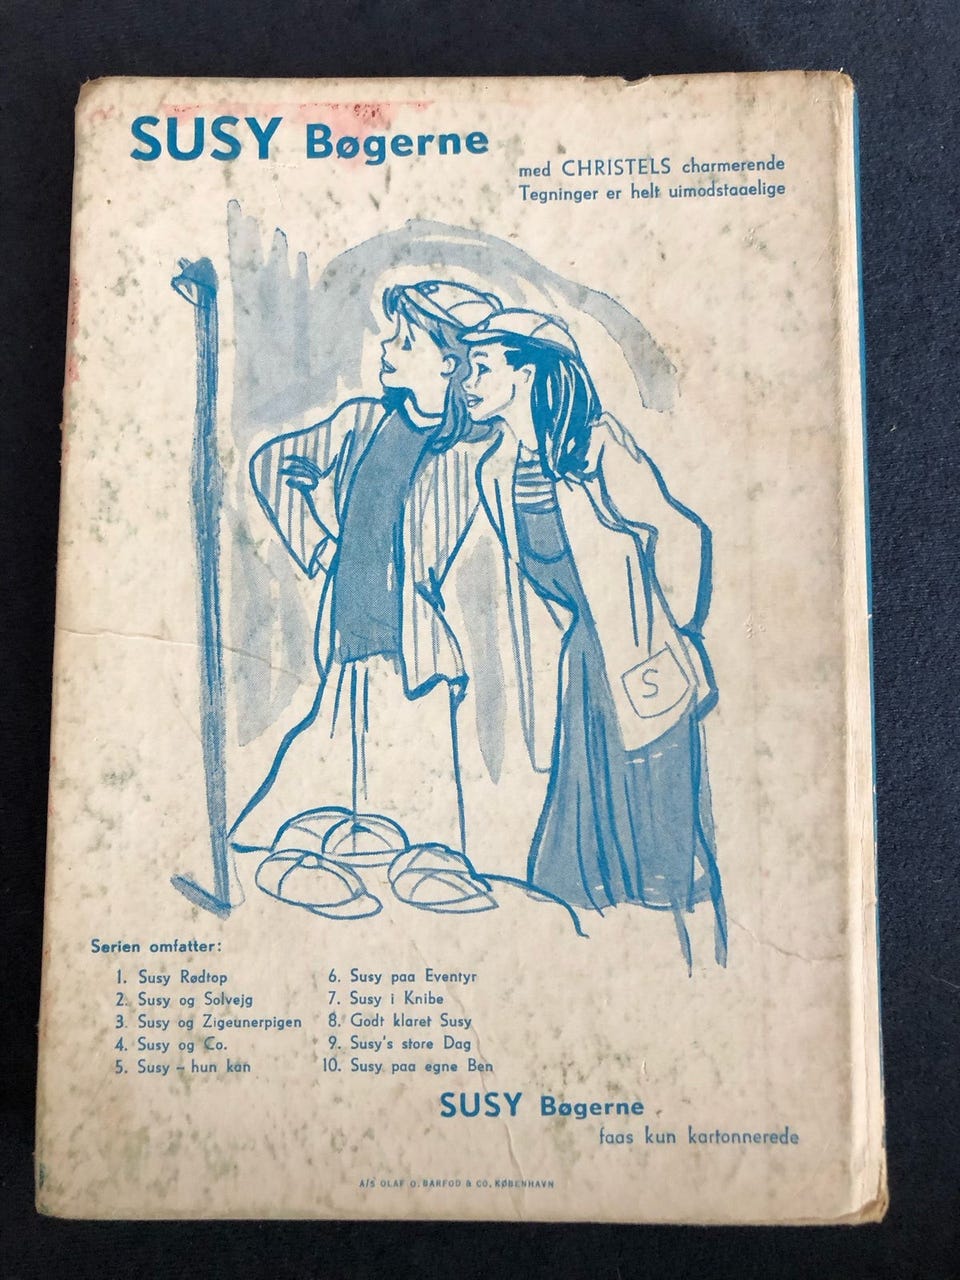 SUSY Bøgerne
med CHRISTELS charmerende
Tegninger er helt uimodstaaelige
S
Serien omfatter:
1. Susy Rødtop
2. Susy og Solvejg
3. Susy og Zigeunerpigen
4. Susy og Co.
5. Susy – hun kan
6. Susy paa Eventyr
7. Susy i Knibe
8. Godt klaret Susy
9. Susy's store Dag
10. Susy paa egne Ben
SUSY Bøgerne
faas kun kartonnerede
A/S OLAF O. BARFOD & CO. KØBENHAVN